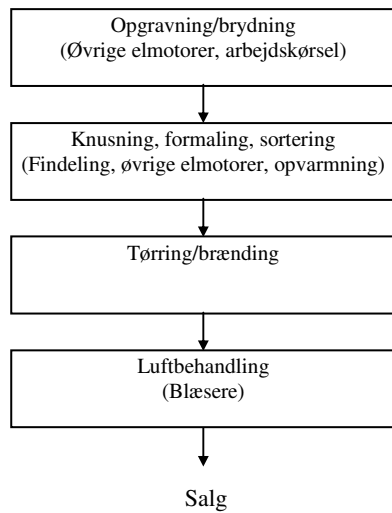 Opgravning/brydning
(Øvrige elmotorer, arbejdskørsel)
Knusning, formaling, sortering
(Findeling, øvrige elmotorer, opvarmning)
Tørring/brænding
Luftbehandling
(Blæsere)
Salg